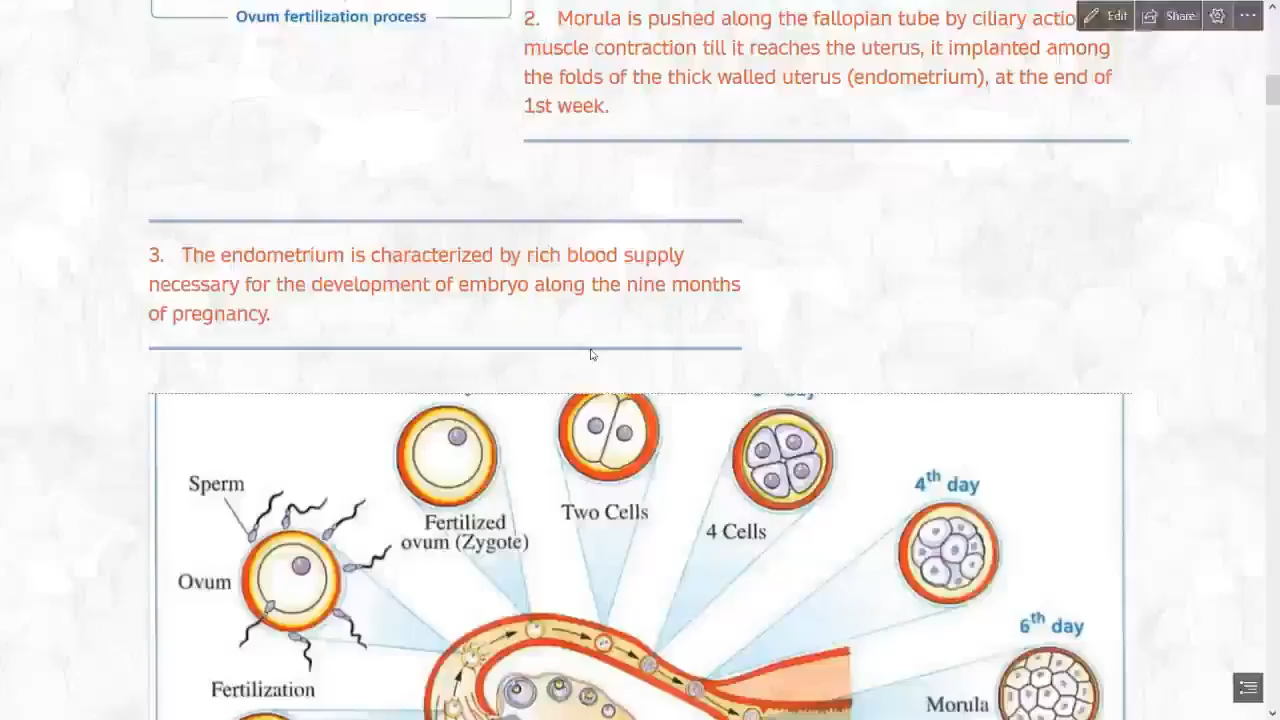 Ovum fertilization process
2. Morula is pushed along the fallopian tube by ciliary actio
muscle contraction till it reaches the uterus, it implanted among
the folds of the thick walled uterus (endometrium), at the end of
1st week.
Edit
Share
3. The endometrium is characterized by rich blood supply
necessary for the development of embryo along the nine months
of pregnancy.
Sperm
Fertilized
ovum (Zygote)
Two Cells
4 Cells
4th day
Ovum
6th day
Fertilization
Morula